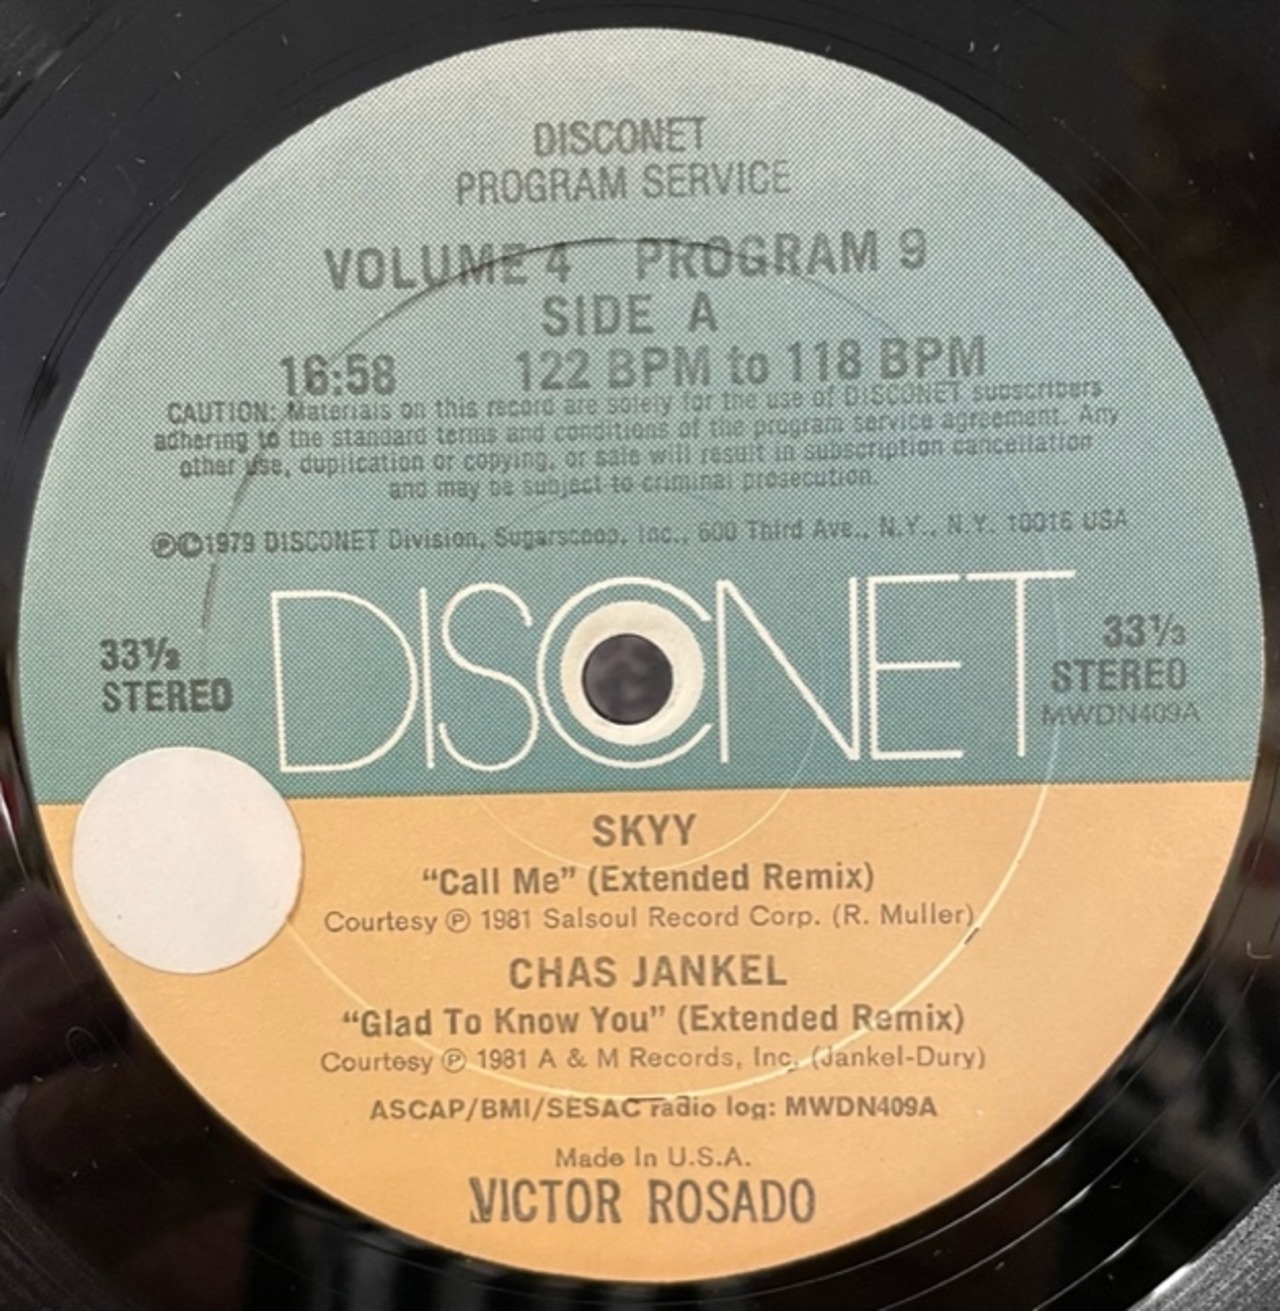 DISCONET
PROGRAM SERVICE
VOLUME 4 PROGRAM 9
SIDE A
16:58 122 BPM to 118 BPM
CAUTION: Materials on this record are solely for the use of DISCONET subscribers
adhering to the standard terms and conditions of the program service agreement. Any
other use, duplication or copying, or sale will result in subscription cancellation
and may be subject to criminal prosecution.
℗©1979 DISCONET Division, Sugarscoop, Inc., 600 Third Ave., N.Y., N.Y. 10016 USA
33⅓
STEREO
DISCONET
33⅓
STEREO
MWDN409A
SKYY
“Call Me” (Extended Remix)
Courtesy ℗ 1981 Salsoul Record Corp. (R. Muller)
CHAS JANKEL
“Glad To Know You” (Extended Remix)
Courtesy ℗ 1981 A & M Records, Inc. (Jankel-Dury)
ASCAP/BMI/SESAC radio log: MWDN409A
Made In U.S.A.
VICTOR ROSADO